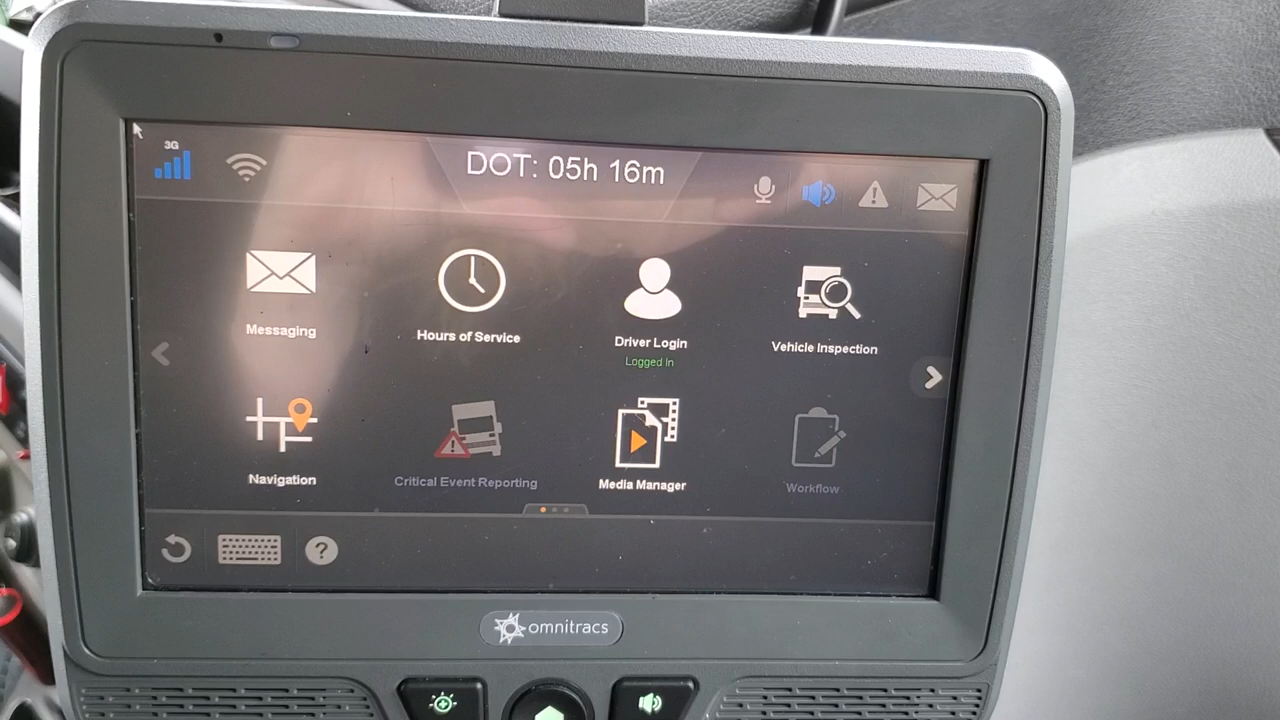 3G
DOT: 05h 16m
Messaging
Hours of Service
Driver Login
Logged In
Vehicle Inspection
Navigation
Critical Event Reporting
Media Manager
Workflow
?
omnitracs